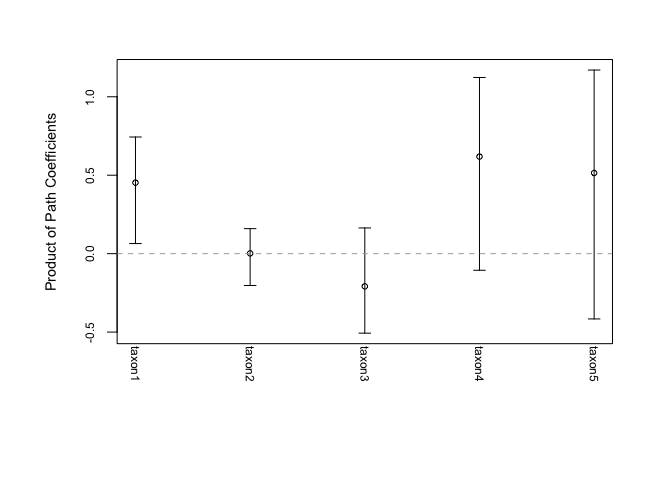 Product of Path Coefficients
1.0
0.5
0.0
-0.5
taxon1
taxon2
taxon3
taxon4
taxon5